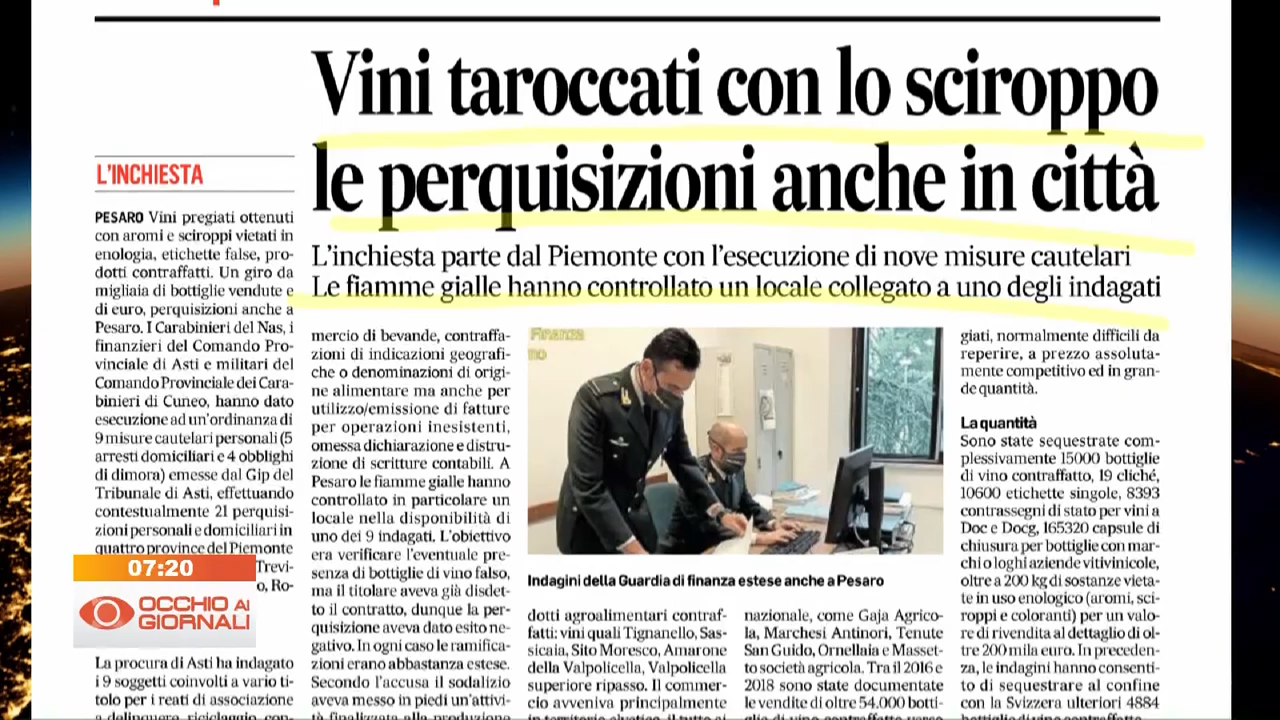 Vini taroccati con lo sciroppo
le perquisizioni anche in città
L'inchiesta parte dal Piemonte con l'esecuzione di nove misure cautelari
Le fiamme gialle hanno controllato un locale collegato a uno degli indagati
L'INCHIESTA
PESARO Vini pregiati ottenuti
con aromi e sciroppi vietati in
enologia, etichette false, pro-
dotti contraffatti. Un giro da
migliaia di bottiglie vendute e
di euro, perquisizioni anche a
Pesaro. I Carabinieri del Nas, i
finanzieri del Comando Pro-
vinciale di Asti e militari del
Comando Provinciale dei Cara-
binieri di Cuneo, hanno dato
esecuzione ad un'ordinanza di
9 misure cautelari personali (5
arresti domiciliari e 4 obblighi
di dimora) emesse dal Gip del
Tribunale di Asti, effettuando
contestualmente 21 perquisi-
zioni personali e domiciliari in
quattro province del Piemonte
Trevi-
o, Ro-
La procura di Asti ha indagato
i 9 soggetti coinvolti a vario ti-
tolo per i reati di associazione
a delinquere, riciclaggio, con-
mercio di bevande, contraffa-
zioni di indicazioni geografi-
che o denominazioni di origi-
ne alimentare ma anche per
utilizzo/emissione di fatture
per operazioni inesistenti,
omessa dichiarazione e distru-
zione di scritture contabili. A
Pesaro le fiamme gialle hanno
controllato in particolare un
locale nella disponibilità di
uno dei 9 indagati. L'obiettivo
era verificare l'eventuale pre-
senza di bottiglie di vino falso,
ma il titolare aveva già disdet-
to il contratto, dunque la per-
quisizione aveva dato esito ne-
gativo. In ogni caso le ramifica-
zioni erano abbastanza estese.
Secondo l'accusa il sodalizio
aveva messo in piedi un'attivi-
tà finalizzata alla produzione
Finanza
no
Indagini della Guardia di finanza estese anche a Pesaro
dotti agroalimentari contraf-
fatti: vini quali Tignanello, Sas-
sicaia, Sito Moresco, Amarone
della Valpolicella, Valpolicella
superiore ripasso. Il commer-
cio avveniva principalmente
nazionale, come Gaja Agrico-
la, Marchesi Antinori, Tenute
San Guido, Ornellaia e Masset-
to società agricola. Tra il 2016 e
2018 sono state documentate
le vendite di oltre 54.000 botti-
giati, normalmente difficili da
reperire, a prezzo assoluta-
mente competitivo ed in gran-
de quantità.
La quantità
Sono state sequestrate com-
plessivamente 15000 bottiglie
di vino contraffatto, 19 cliché,
10600 etichette singole, 8393
contrassegni di stato per vini a
Doc e Docg, 165320 capsule di
chiusura per bottiglie con mar-
chi o loghi aziende vitivinicole,
oltre a 200 kg di sostanze vieta-
te in uso enologico (aromi, sci-
roppi e coloranti) per un valo-
re di rivendita al dettaglio di ol-
tre 200 mila euro. In preceden-
za, le indagini hanno consenti-
to di sequestrare al confine
con la Svizzera ulteriori 4884
07:20
OCCHIO AI
GIORNALI